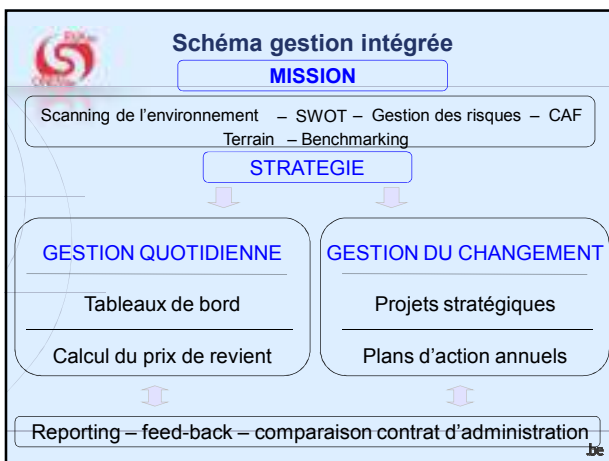 Schéma gestion intégrée
MISSION
Scanning de l'environnement – SWOT – Gestion des risques – CAF
Terrain – Benchmarking
STRATEGIE
GESTION QUOTIDIENNE
Tableaux de bord
Calcul du prix de revient
GESTION DU CHANGEMENT
Projets stratégiques
Plans d'action annuels
Reporting – feed-back – comparaison contrat d'administration
.be